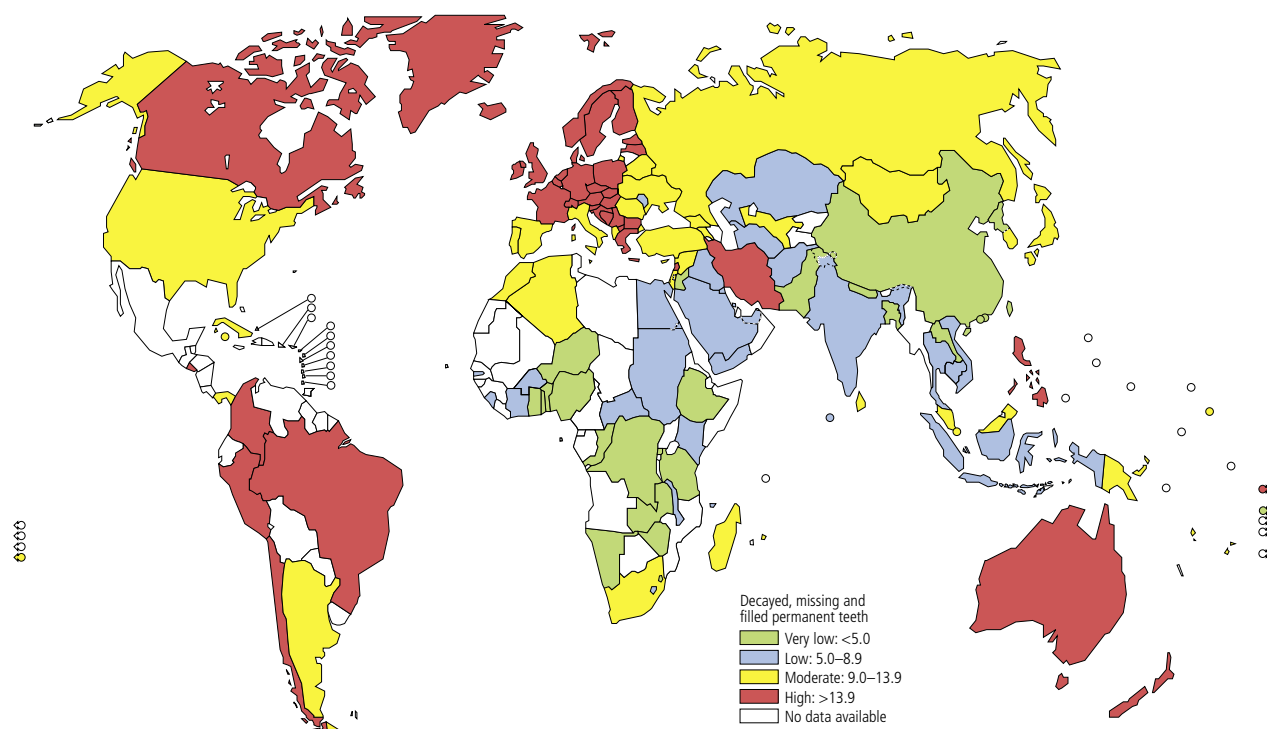 Decayed, missing and
filled permanent teeth
Very low: <5.0
Low: 5.0–8.9
Moderate: 9.0–13.9
High: >13.9
No data available